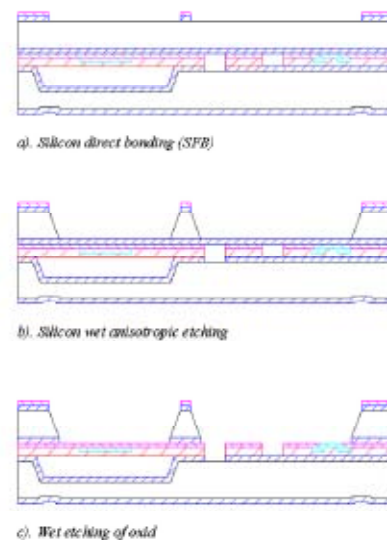 a). Silicon direct bonding (SFB)
b). Silicon wet anisotropic etching
c). Wet etching of oxid